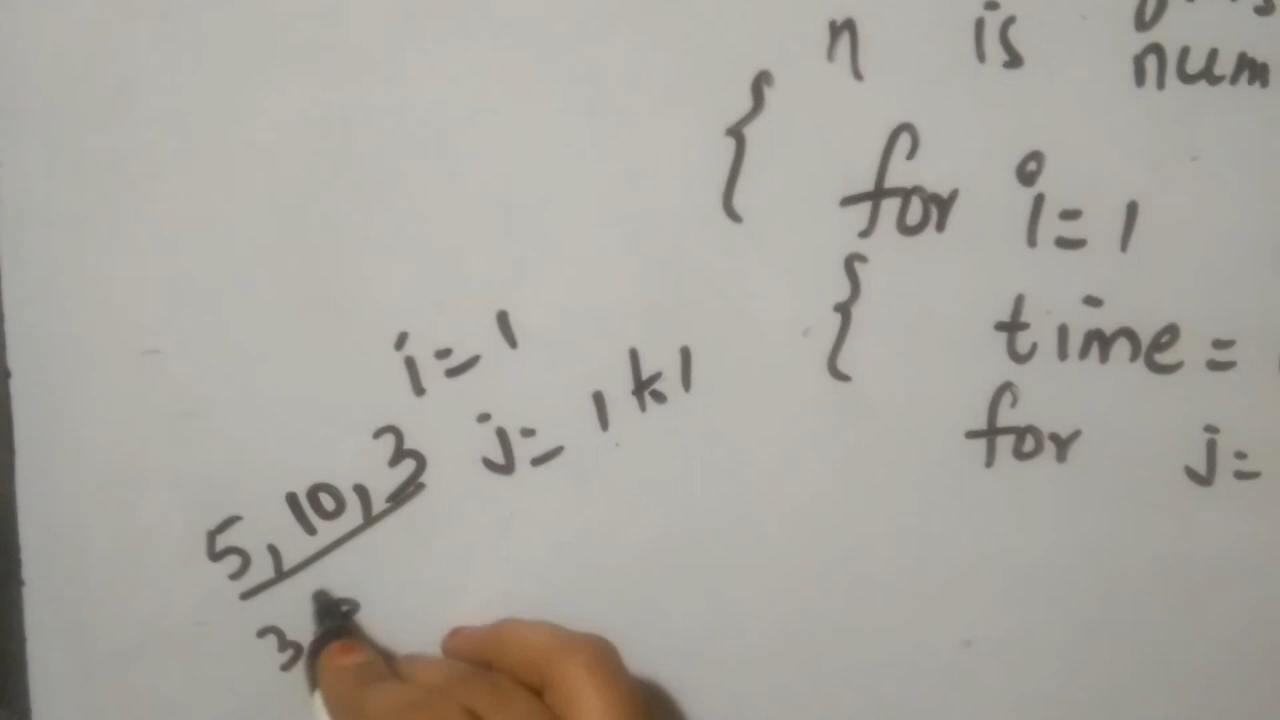 n is
num
{
for i = 1
{ time =
for j =
i = 1
j = 1 k 1
5, 10, 3
3